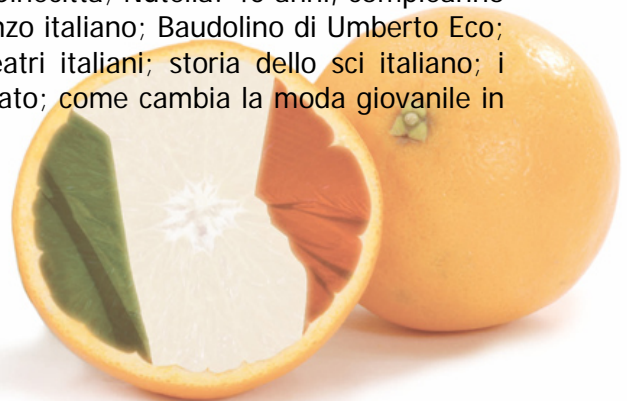 Nutella: 40 anni; compleanno
nzo italiano; Baudolino di Umberto Eco;
eatri italiani; storia dello sci italiano; i
ato; come cambia la moda giovanile in